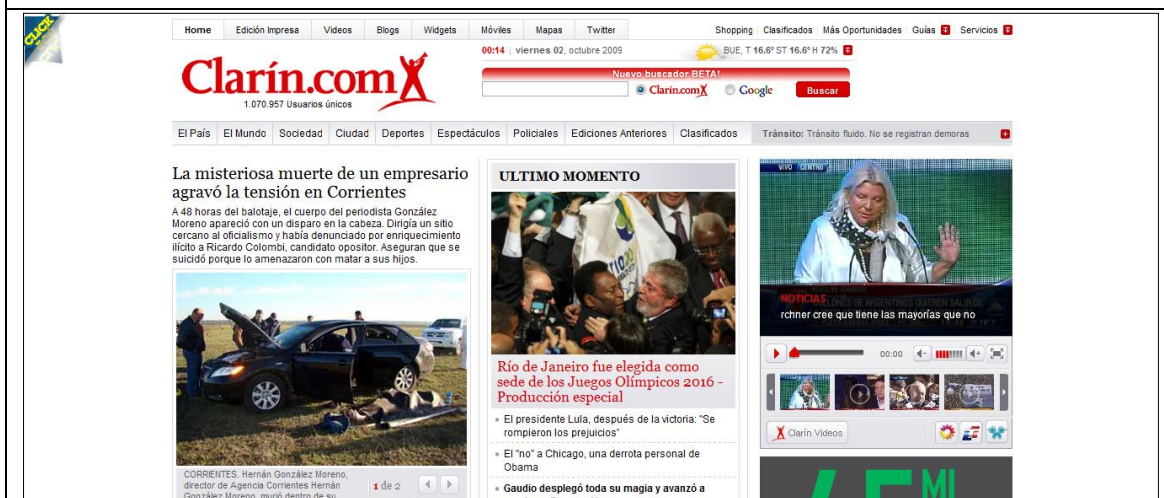 CLICK
Home Edición Impresa Videos Blogs Widgets Móviles Mapas Twitter Shopping Clasificados Más Oportunidades Guías Servicios
Clarín.com
1.070.957 Usuarios únicos
00:14 viernes 02, octubre 2009 BUE, T 16.6° ST 16.6° H 72%
Nuevo buscador BETA!
Clarín.com Google Buscar
El País El Mundo Sociedad Ciudad Deportes Espectáculos Policiales Ediciones Anteriores Clasificados Tránsito: Tránsito fluido. No se registran demoras
La misteriosa muerte de un empresario
agravó la tensión en Corrientes
A 48 horas del balotaje, el cuerpo del periodista González
Moreno apareció con un disparo en la cabeza. Dirigía un sitio
cercano al oficialismo y había denunciado por enriquecimiento
ilícito a Ricardo Colombi, candidato opositor. Aseguran que se
suicidó porque lo amenazaron con matar a sus hijos.
CORRIENTES. Hernán González Moreno,
director de Agencia Corrientes Hernán
González Moreno, murió dentro de su
1 de 2
ULTIMO MOMENTO
Río de Janeiro fue elegida como
sede de los Juegos Olímpicos 2016 -
Producción especial
El presidente Lula, después de la victoria: "Se
rompieron los prejuicios"
El "no" a Chicago, una derrota personal de
Obama
Gaudio desplegó toda su magia y avanzó a
VIVO CENTRO
NOTICIAS
rchner cree que tiene las mayorías que no
00:00
Clarín Videos
MI